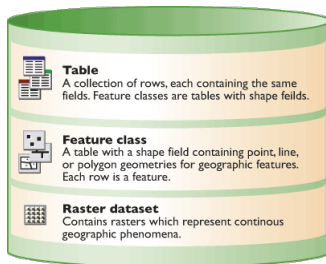 Table
A collection of rows, each containing the same
fields. Feature classes are tables with shape feilds.
Feature class
A table with a shape field containing point, line,
or polygon geometries for geographic features.
Each row is a feature.
Raster dataset
Contains rasters which represent continous
geographic phenomena.